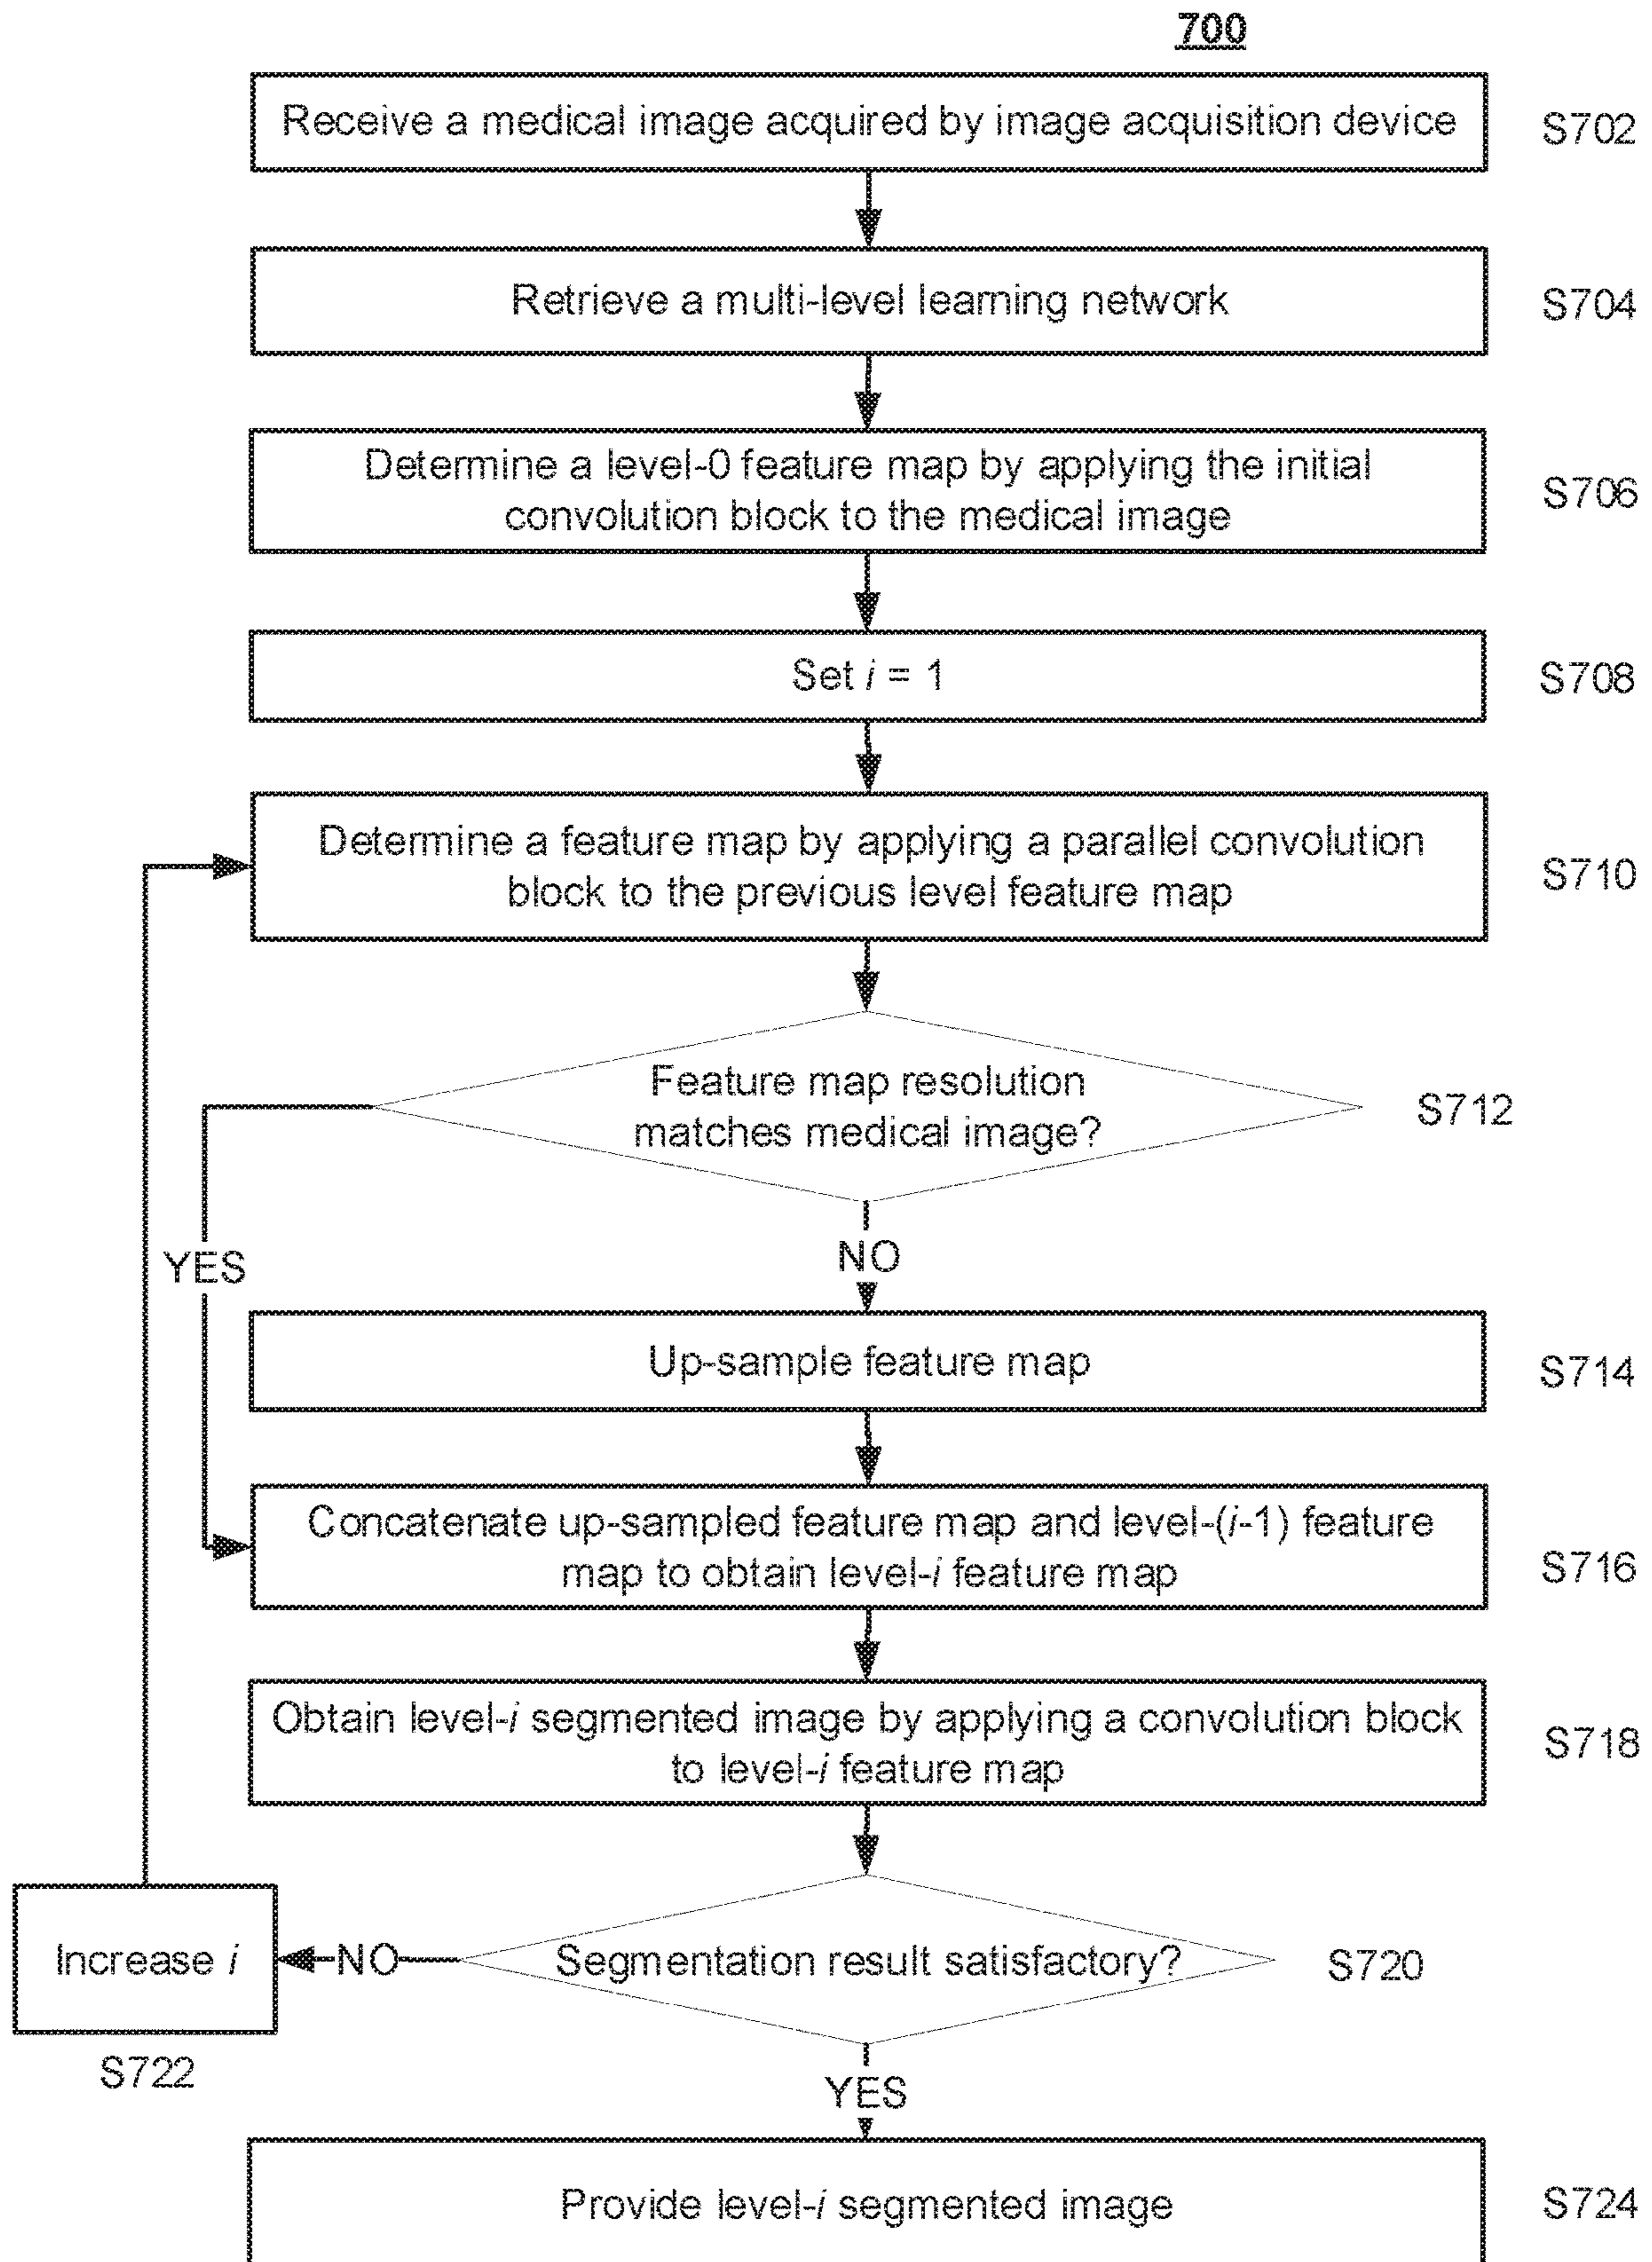 700
Receive a medical image acquired by image acquisition device
S702
Retrieve a multi-level learning network
S704
Determine a level-0 feature map by applying the initial
convolution block to the medical image
S706
Set i = 1
S708
Determine a feature map by applying a parallel convolution
block to the previous level feature map
S710
Feature map resolution
matches medical image?
S712
YES
NO
Up-sample feature map
S714
Concatenate up-sampled feature map and level-(i-1) feature
map to obtain level-i feature map
S716
Obtain level-i segmented image by applying a convolution block
to level-i feature map
S718
Increase i
NO
Segmentation result satisfactory?
S720
S722
YES
Provide level-i segmented image
S724